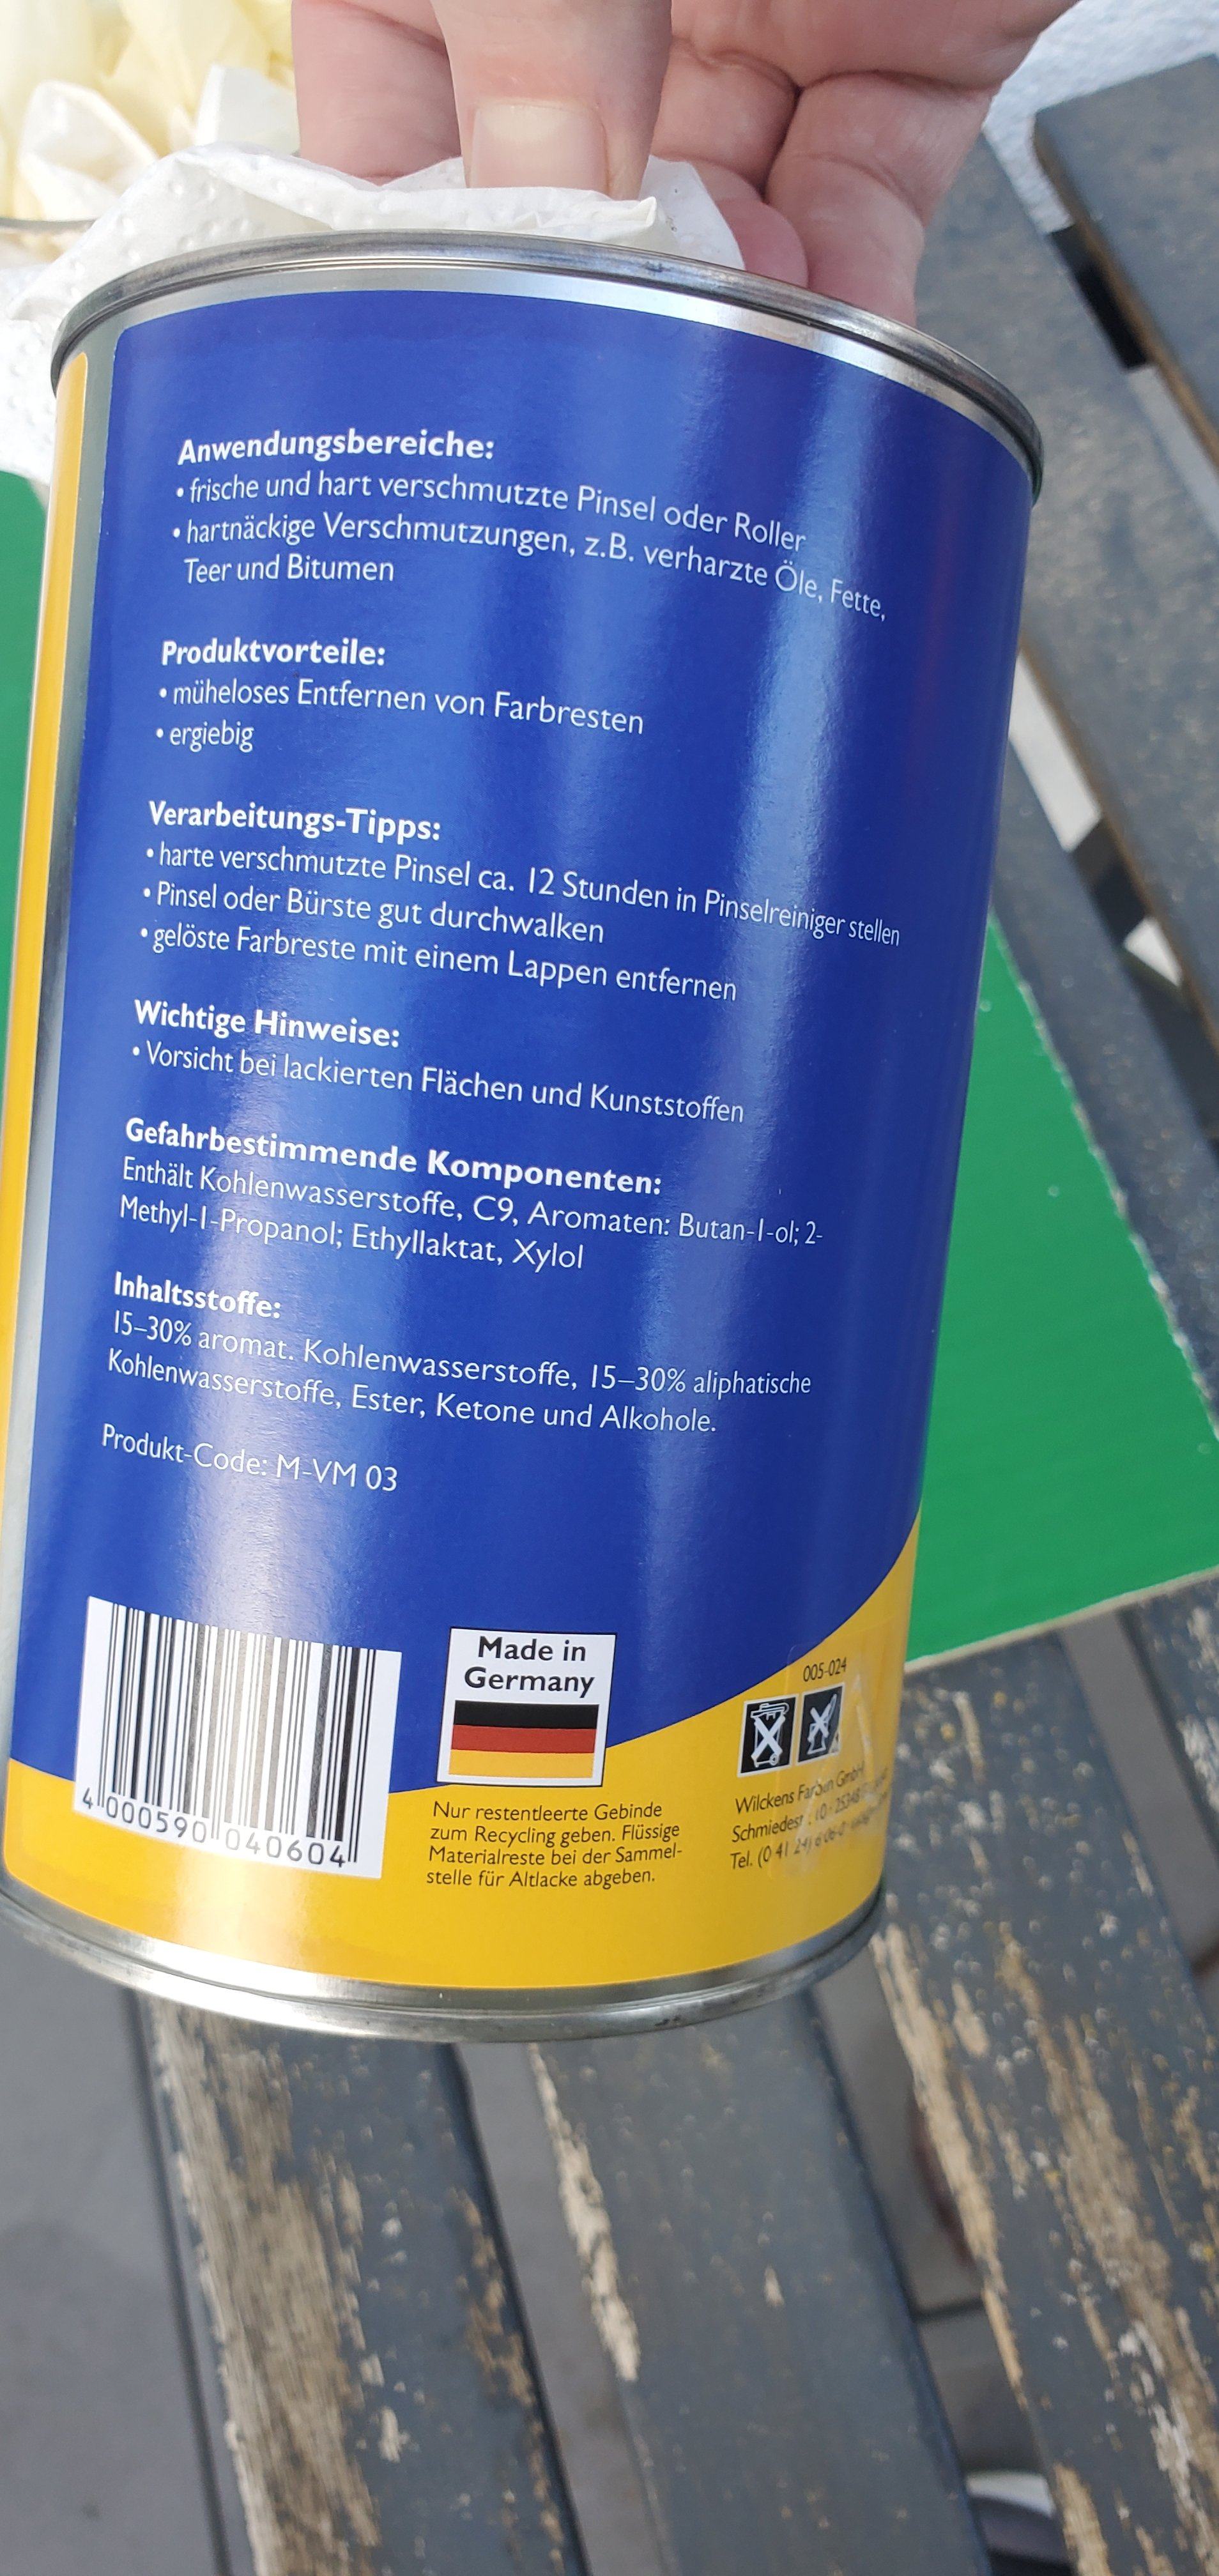 Anwendungsbereiche:
• frische und hart verschmutzte Pinsel oder Roller
• hartnäckige Verschmutzungen, z.B. verharzte Öle, Fette,
Teer und Bitumen
Produktvorteile:
• müheloses Entfernen von Farbresten
• ergiebig
Verarbeitungs-Tipps:
• harte verschmutzte Pinsel ca. 12 Stunden in Pinselreiniger stellen
• Pinsel oder Bürste gut durchwalken
• gelöste Farbreste mit einem Lappen entfernen
Wichtige Hinweise:
• Vorsicht bei lackierten Flächen und Kunststoffen
Gefahrbestimmende Komponenten:
Enthält Kohlenwasserstoffe, C9, Aromaten: Butan-1-ol; 2-
Methyl-1-Propanol; Ethyllaktat, Xylol
Inhaltsstoffe:
15–30% aromat. Kohlenwasserstoffe, 15–30% aliphatische
Kohlenwasserstoffe, Ester, Ketone und Alkohole.
Produkt-Code: M-VM 03
4 000590 040604
Made in
Germany
Nur restentleerte Gebinde
zum Recycling geben. Flüssige
Materialreste bei der Sammel-
stelle für Altlacke abgeben.
005-024
Wilckens Farben GmbH
Schmiedestr. 10
Tel. (0 41 24)